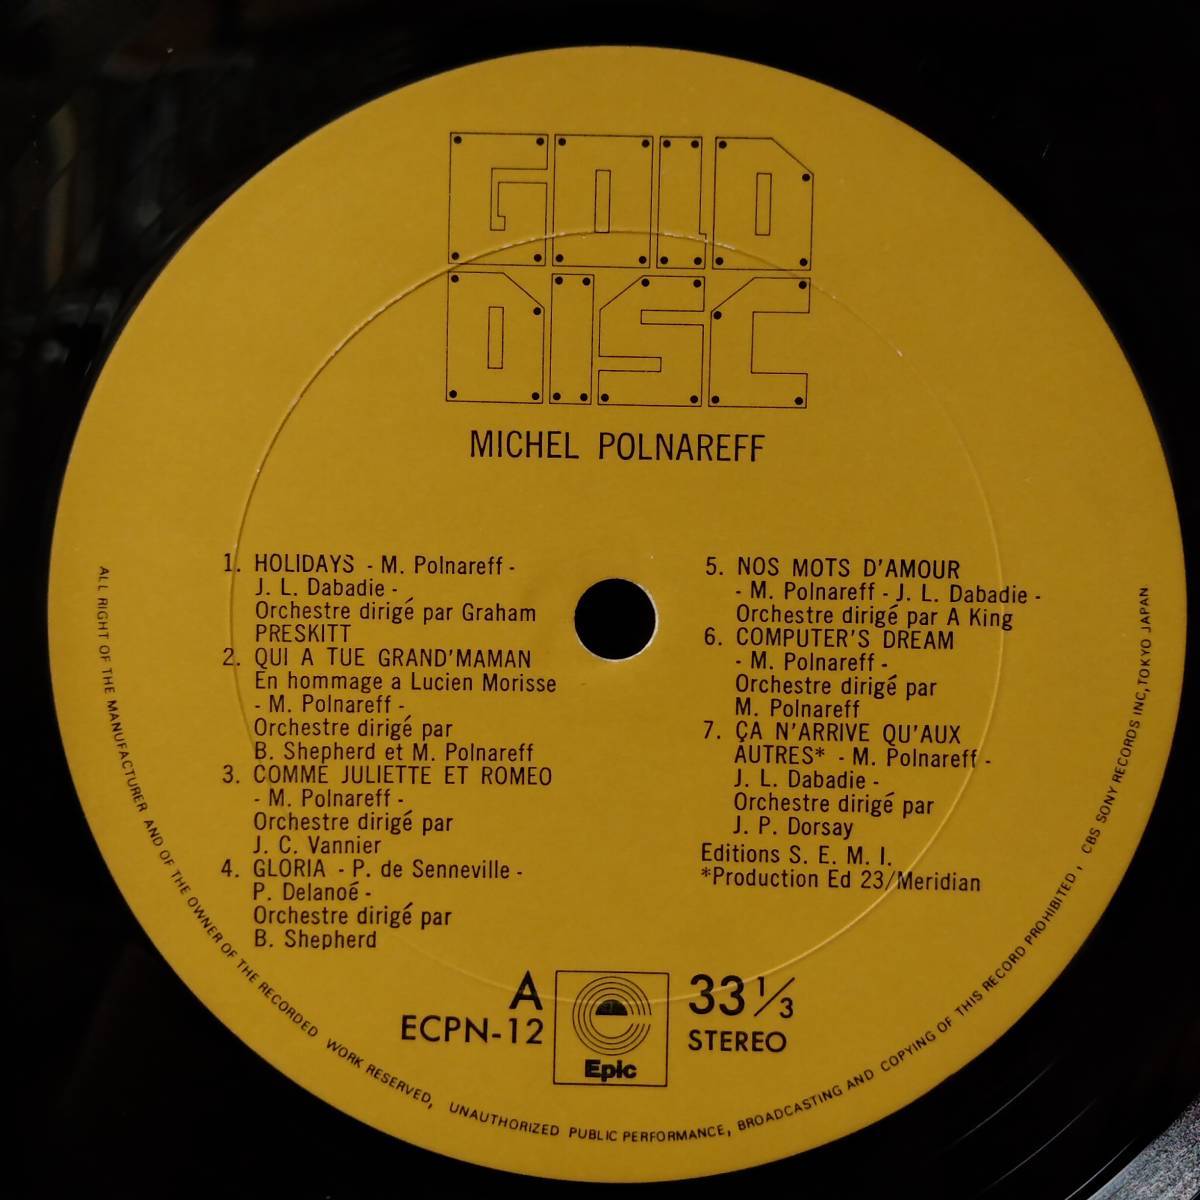 GOLD
DISC
MICHEL POLNAREFF
1. HOLIDAYS - M. Polnareff -
J. L. Dabadie -
Orchestre dirigé par Graham
PRESKITT
2. QUI A TUE GRAND'MAMAN
En hommage a Lucien Morisse
- M. Polnareff -
Orchestre dirigé par
B. Shepherd et M. Polnareff
3. COMME JULIETTE ET ROMEO
- M. Polnareff -
Orchestre dirigé par
J. C. Vannier
4. GLORIA - P. de Senneville -
P. Delanoé -
Orchestre dirigé par
B. Shepherd
5. NOS MOTS D'AMOUR
- M. Polnareff - J. L. Dabadie -
Orchestre dirigé par A King
6. COMPUTER'S DREAM
- M. Polnareff -
Orchestre dirigé par
M. Polnareff
7. ÇA N'ARRIVE QU'AUX
AUTRES* - M. Polnareff -
J. L. Dabadie -
Orchestre dirigé par
J. P. Dorsay
Editions S. E. M. I.
*Production Ed 23/Meridian
A
ECPN-12
Epic
33 1/3
STEREO
ALL RIGHT OF THE MANUFACTURER AND OF THE OWNER OF THE RECORDED WORK RESERVED, UNAUTHORIZED PUBLIC PERFORMANCE, BROADCASTING AND COPYING OF THIS RECORD PROHIBITED, CBS SONY RECORDS INC, TOKYO JAPAN